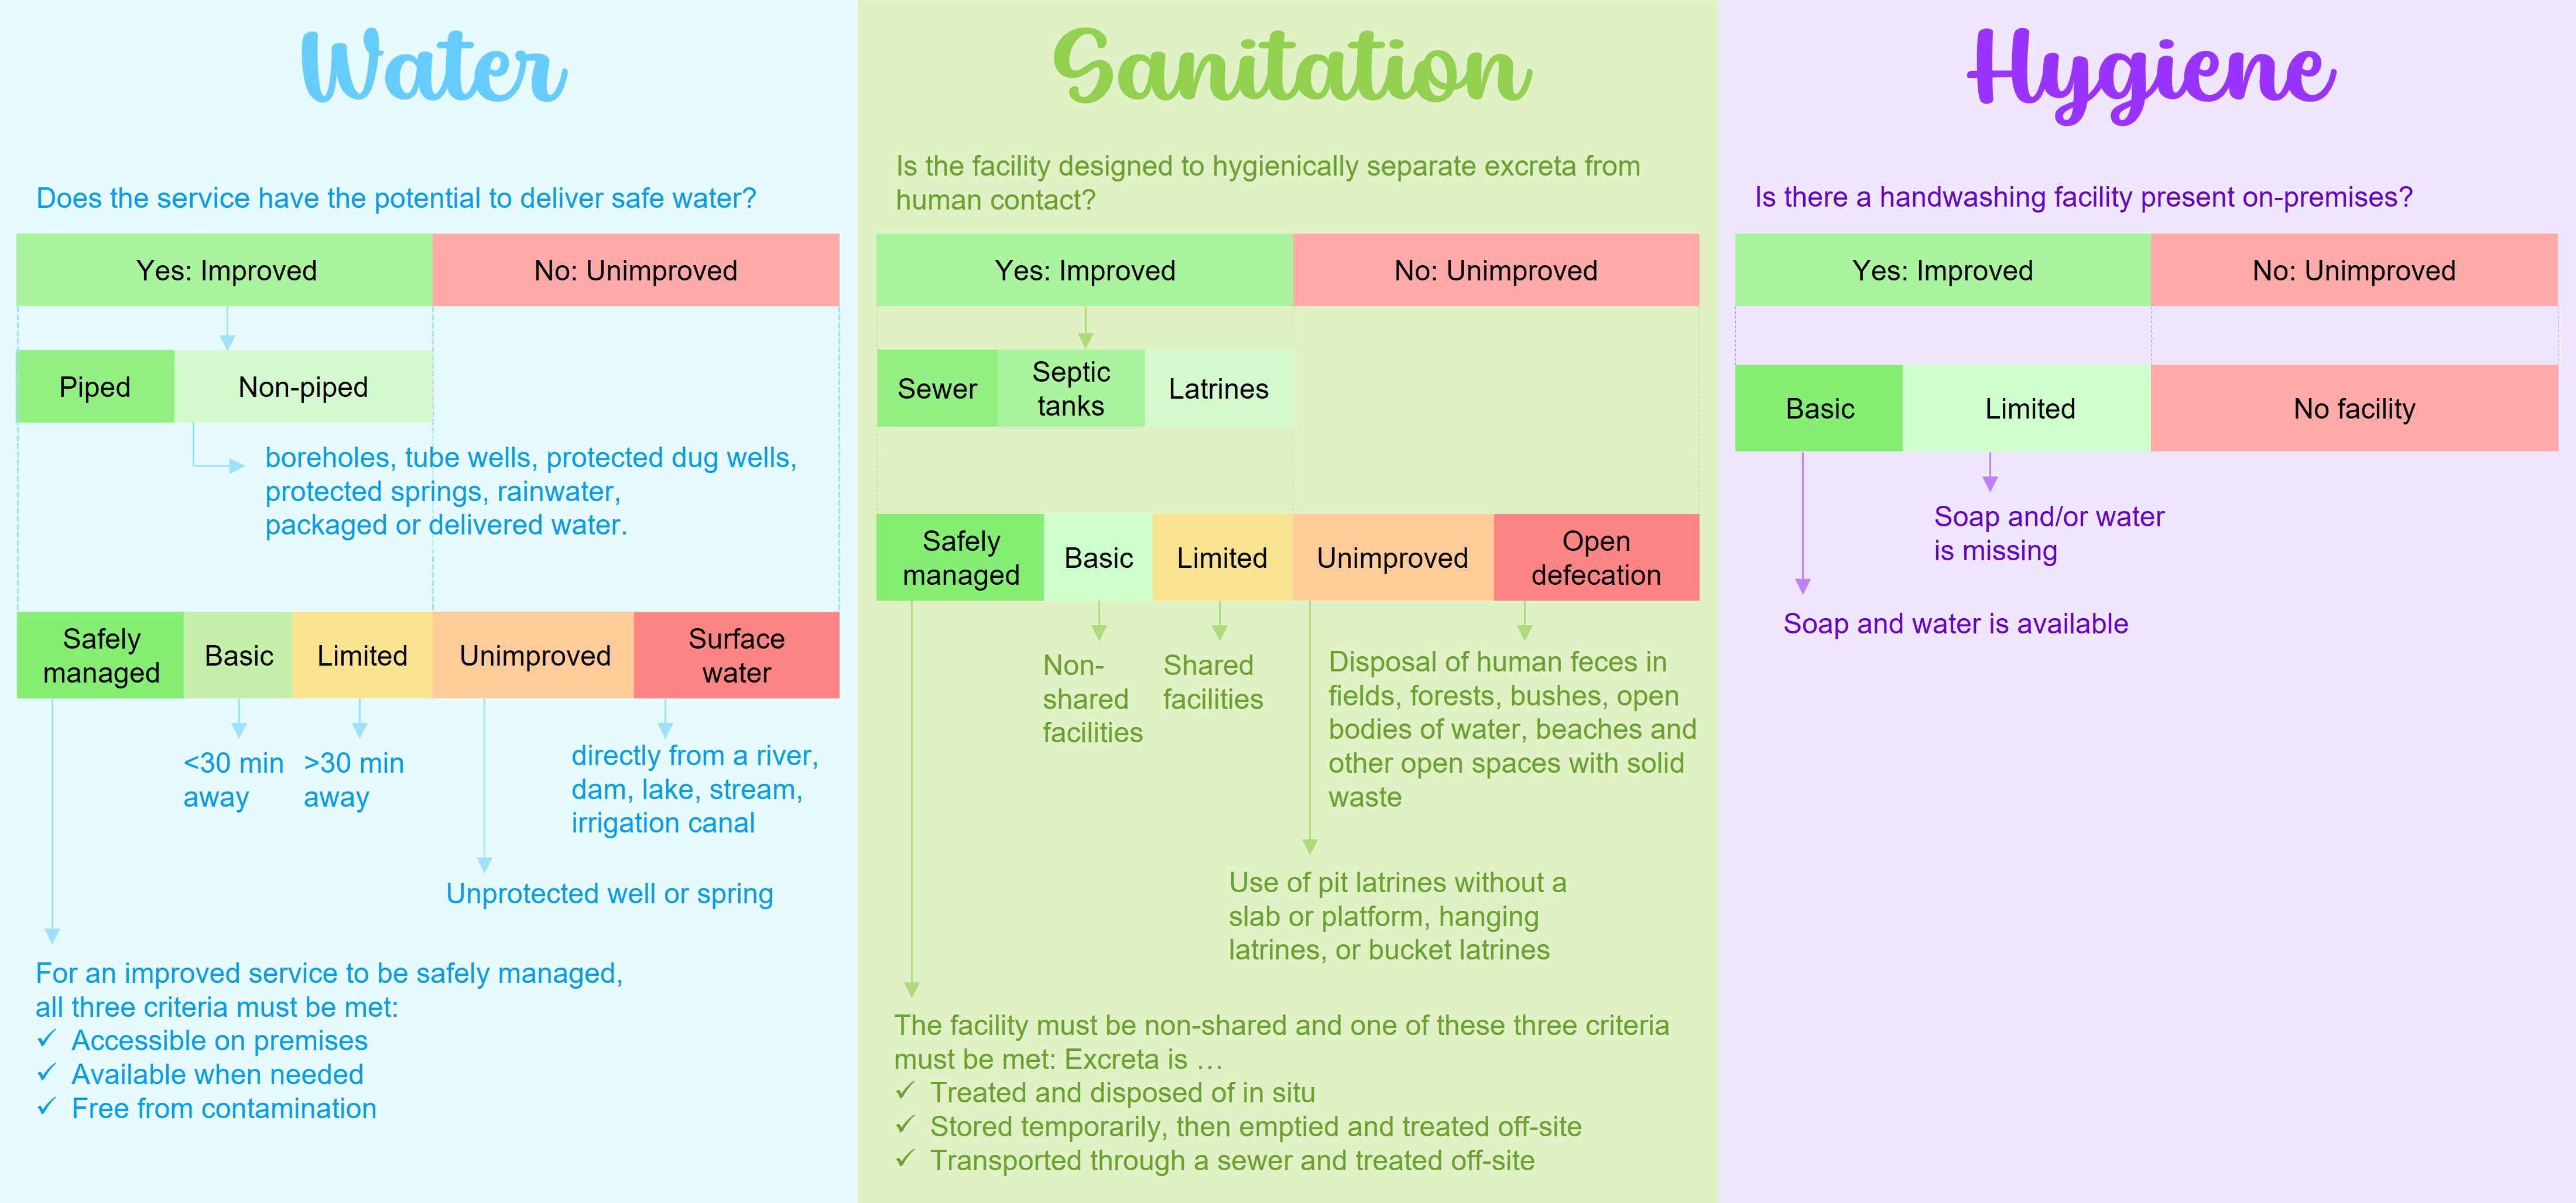 Water
Does the service have the potential to deliver safe water?
Yes: Improved
No: Unimproved
Piped
Non-piped
boreholes, tube wells, protected dug wells,
protected springs, rainwater,
packaged or delivered water.
Safely
managed
Basic
Limited
Unimproved
Surface
water
<30 min
away
>30 min
away
directly from a river,
dam, lake, stream,
irrigation canal
Unprotected well or spring
For an improved service to be safely managed,
all three criteria must be met:
✓ Accessible on premises
✓ Available when needed
✓ Free from contamination
Sanitation
Is the facility designed to hygienically separate excreta from
human contact?
Yes: Improved
No: Unimproved
Sewer
Septic
tanks
Latrines
Safely
managed
Basic
Limited
Unimproved
Open
defecation
Non-
shared
facilities
Shared
facilities
Disposal of human feces in
fields, forests, bushes, open
bodies of water, beaches and
other open spaces with solid
waste
Use of pit latrines without a
slab or platform, hanging
latrines, or bucket latrines
The facility must be non-shared and one of these three criteria
must be met: Excreta is …
✓ Treated and disposed of in situ
✓ Stored temporarily, then emptied and treated off-site
✓ Transported through a sewer and treated off-site
Hygiene
Is there a handwashing facility present on-premises?
Yes: Improved
No: Unimproved
Basic
Limited
No facility
Soap and/or water
is missing
Soap and water is available